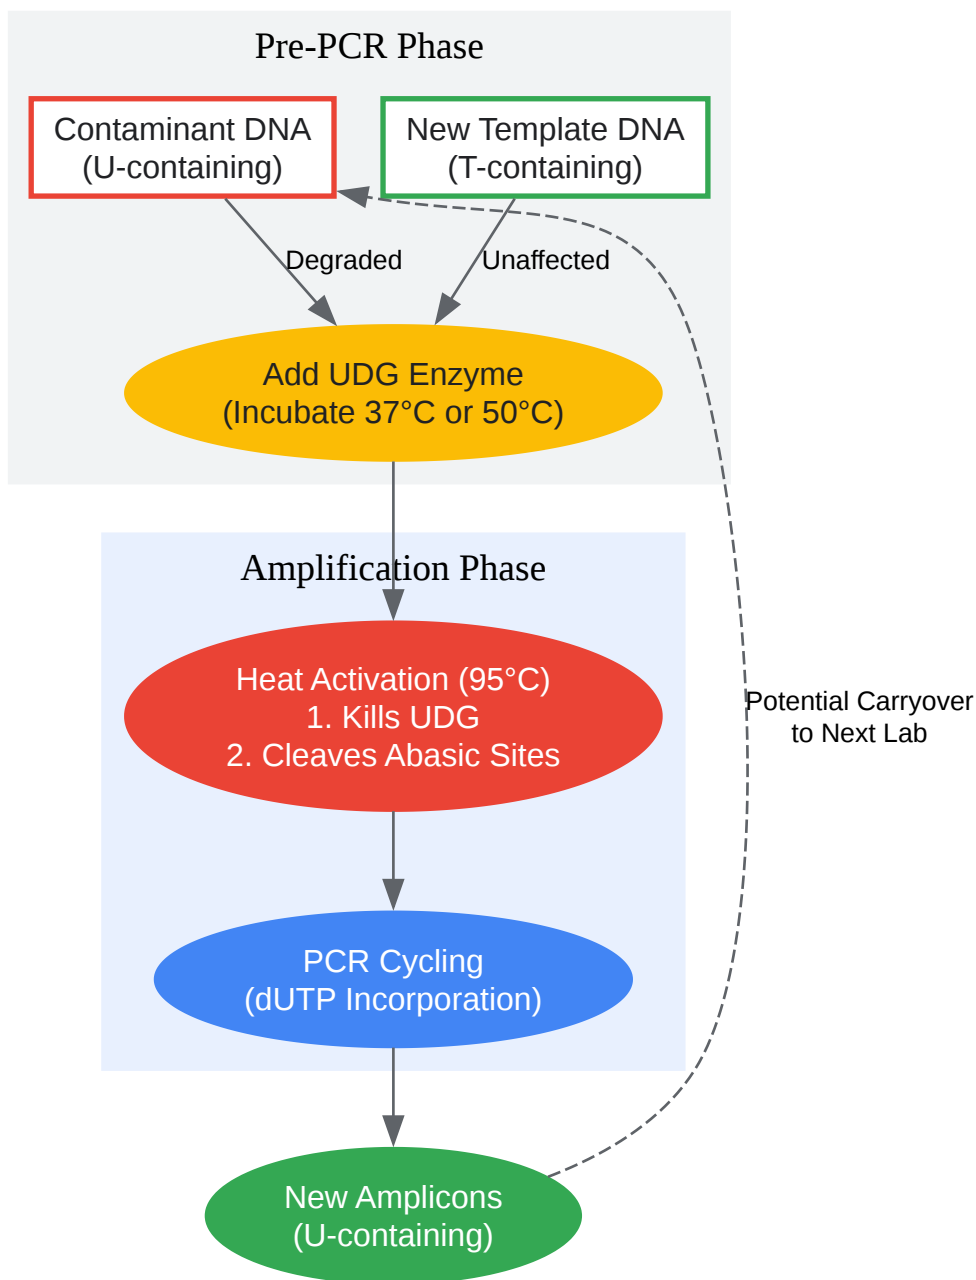 Pre-PCR Phase
Contaminant DNA
(U-containing)
New Template DNA
(T-containing)
Degraded
Unaffected
Add UDG Enzyme
(Incubate 37°C or 50°C)
Amplification Phase
Heat Activation (95°C)
1. Kills UDG
2. Cleaves Abasic Sites
Potential Carryover
to Next Lab
PCR Cycling
(dUTP Incorporation)
New Amplicons
(U-containing)